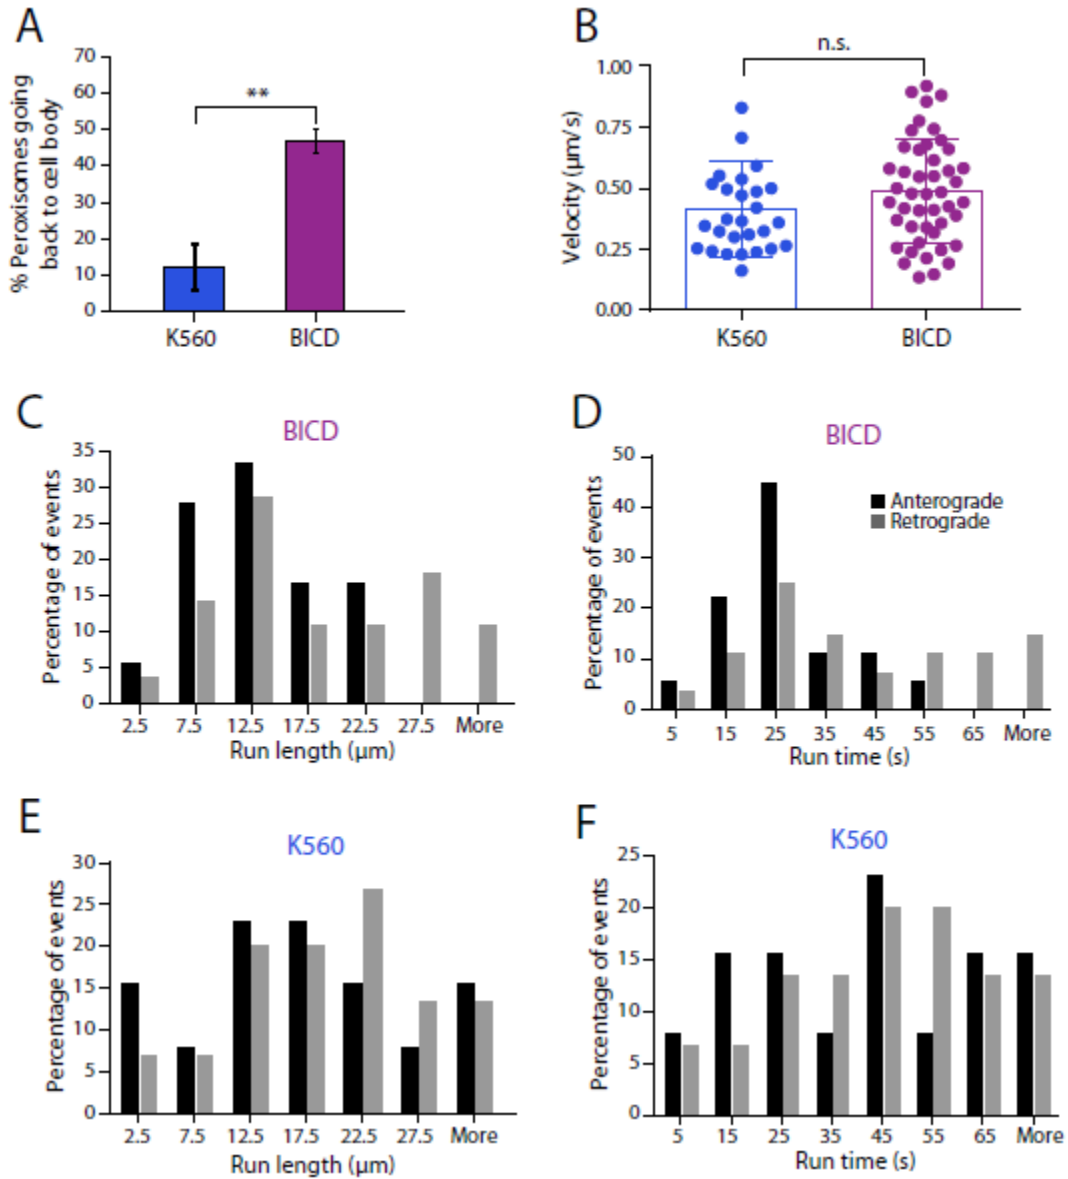 A
% Peroxisomes going
back to cell body
70
60
50
40
30
20
10
0
**
K560
BICD
B
Velocity (µm/s)
1.00
0.75
0.50
0.25
0.00
n.s.
K560
BICD
C
BICD
Percentage of events
35
30
25
20
15
10
5
0
2.5 7.5 12.5 17.5 22.5 27.5 More
Run length (µm)
D
BICD
Percentage of events
50
40
30
20
10
0
Anterograde
Retrograde
5 15 25 35 45 55 65 More
Run time (s)
E
K560
Percentage of events
30
25
20
15
10
5
0
2.5 7.5 12.5 17.5 22.5 27.5 More
Run length (µm)
F
K560
Percentage of events
25
20
15
10
5
0
5 15 25 35 45 55 65 More
Run time (s)